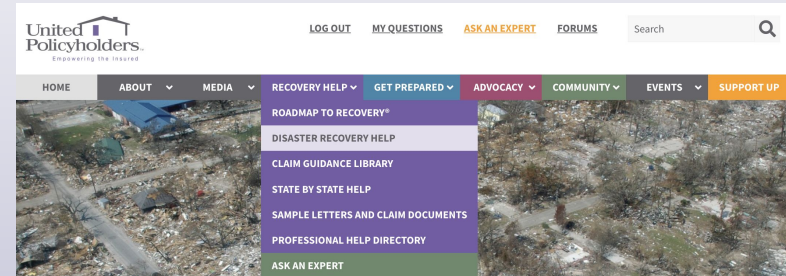 United
Policyholders™
Empowering the Insured
LOG OUT MY QUESTIONS ASK AN EXPERT FORUMS Search
HOME ABOUT MEDIA RECOVERY HELP GET PREPARED ADVOCACY COMMUNITY EVENTS SUPPORT UP
ROADMAP TO RECOVERY®
DISASTER RECOVERY HELP
CLAIM GUIDANCE LIBRARY
STATE BY STATE HELP
SAMPLE LETTERS AND CLAIM DOCUMENTS
PROFESSIONAL HELP DIRECTORY
ASK AN EXPERT